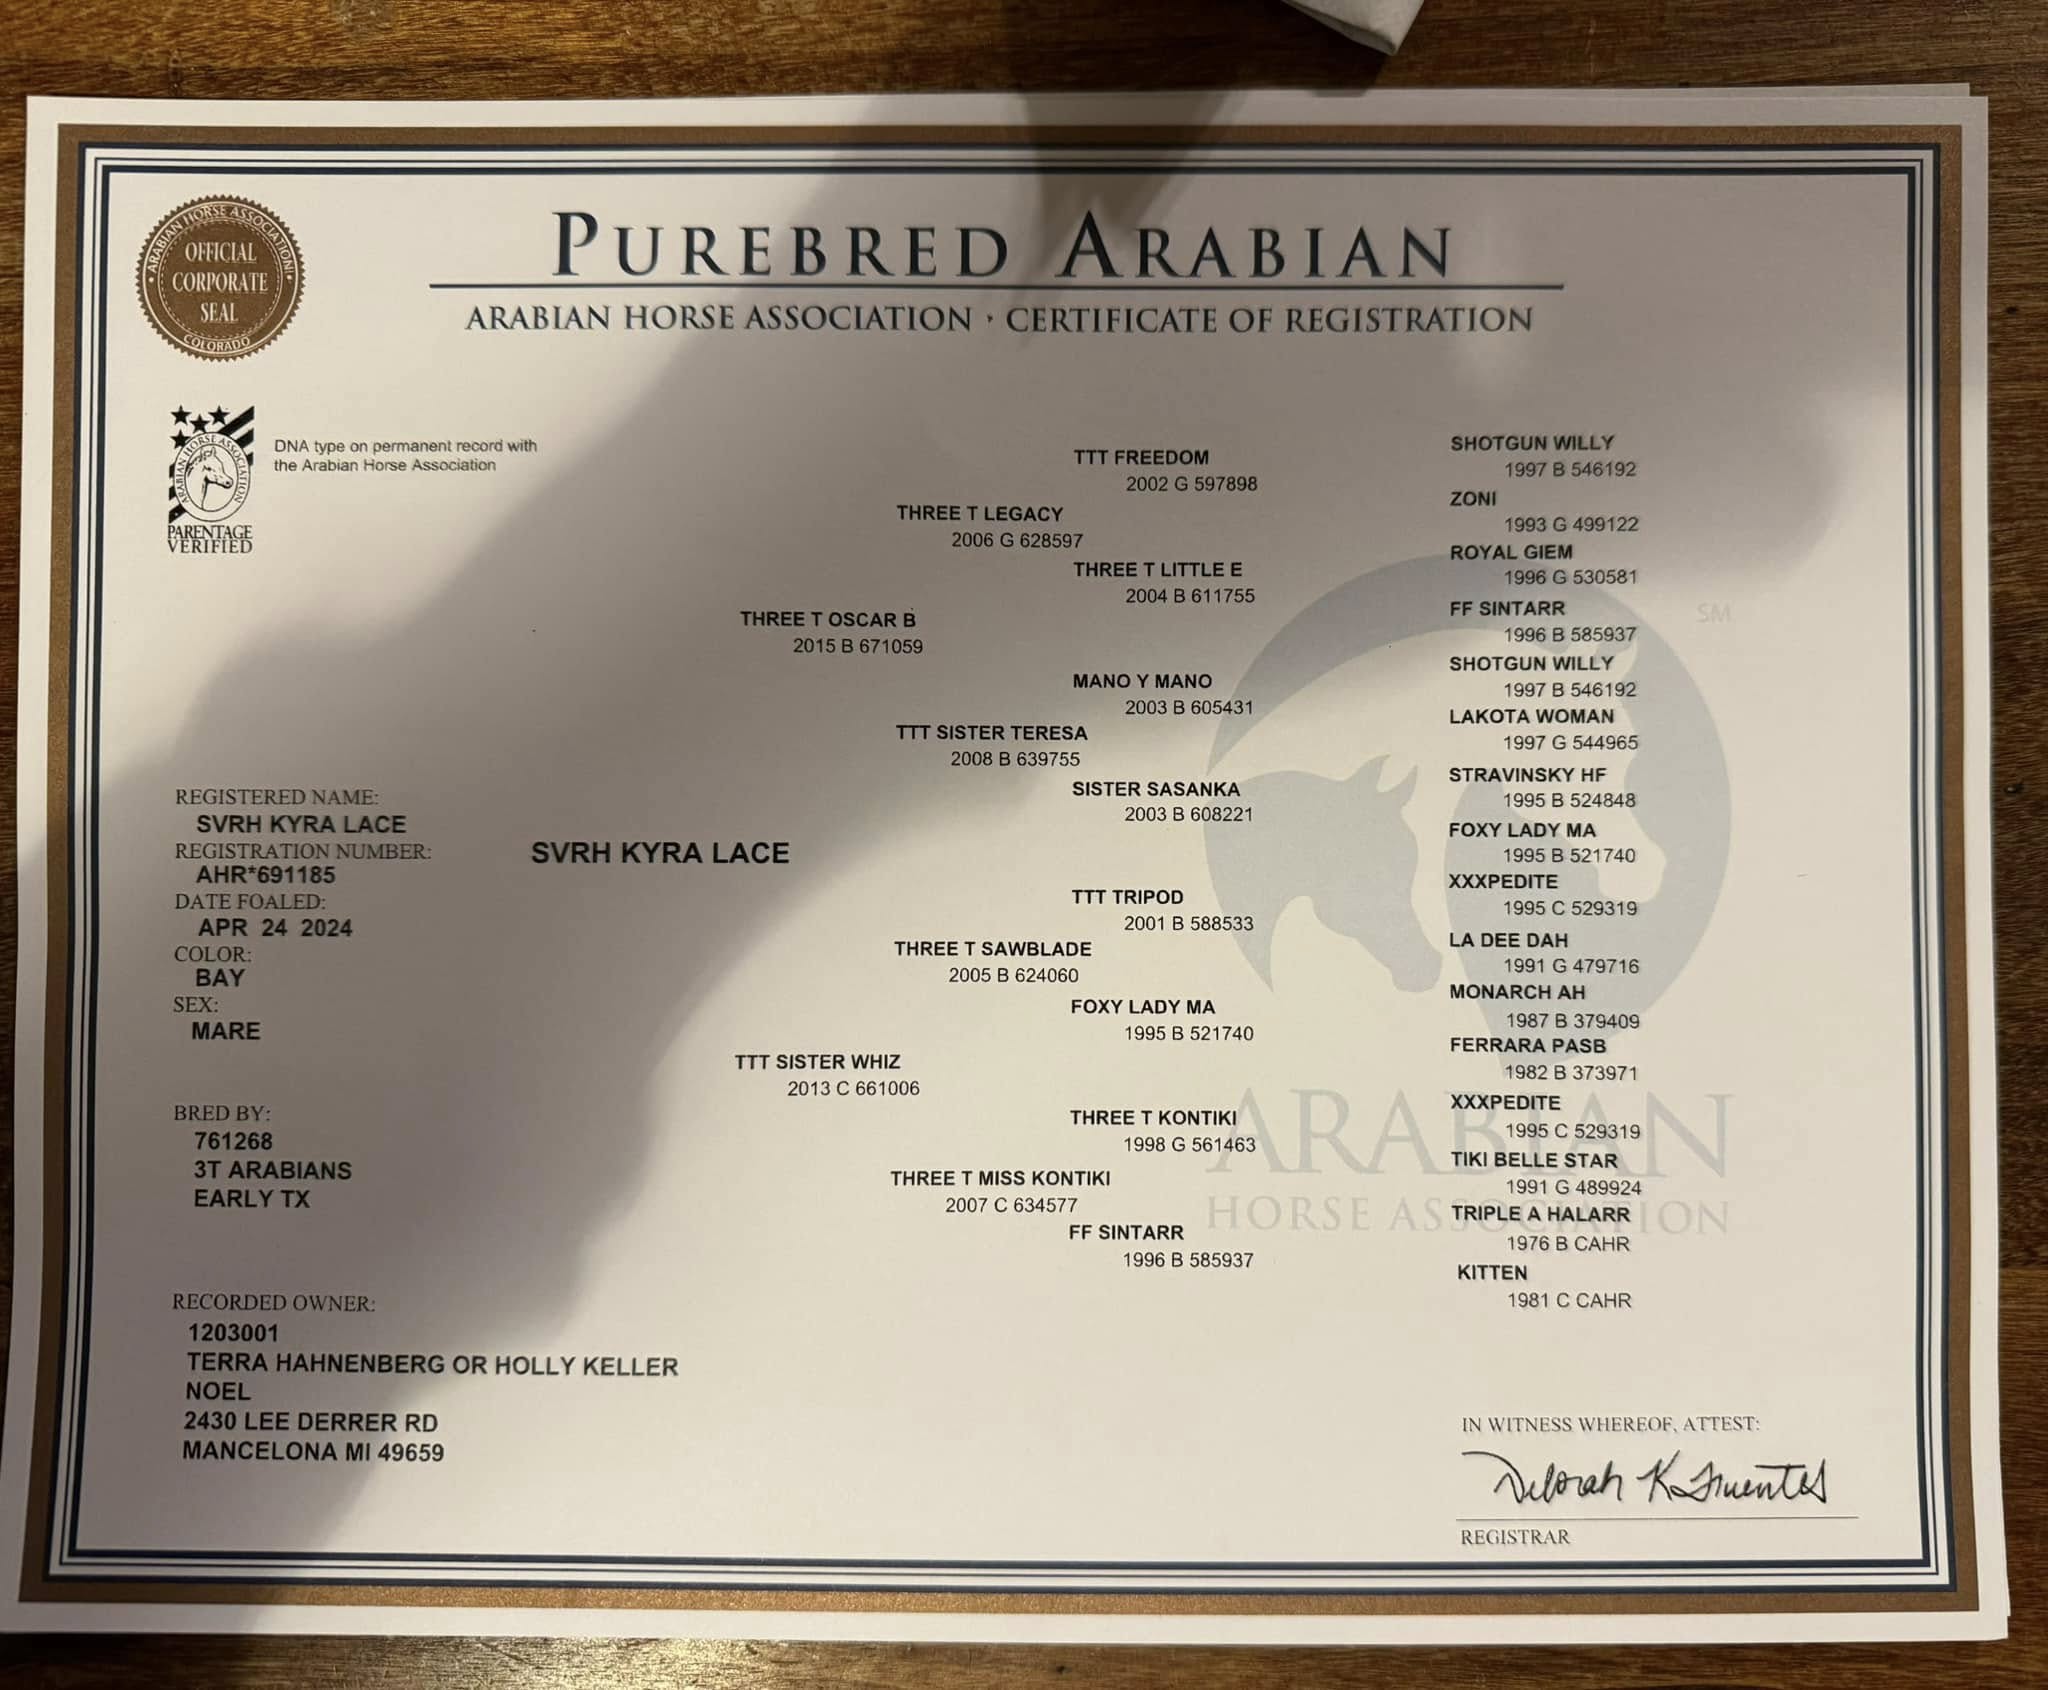 ARABIAN HORSE ASSOCIATION
OFFICIAL
CORPORATE
SEAL
COLORADO
PUREBRED ARABIAN
ARABIAN HORSE ASSOCIATION · CERTIFICATE OF REGISTRATION
ARABIAN HORSE ASSOCIATION
PARENTAGE
VERIFIED
DNA type on permanent record with
the Arabian Horse Association
REGISTERED NAME:
SVRH KYRA LACE
REGISTRATION NUMBER:
AHR*691185
DATE FOALED:
APR 24 2024
COLOR:
BAY
SEX:
MARE
BRED BY:
761268
3T ARABIANS
EARLY TX
RECORDED OWNER:
1203001
TERRA HAHNENBERG OR HOLLY KELLER
NOEL
2430 LEE DERRER RD
MANCELONA MI 49659
SVRH KYRA LACE
THREE T OSCAR B
2015 B 671059
TTT SISTER WHIZ
2013 C 661006
THREE T LEGACY
2006 G 628597
TTT SISTER TERESA
2008 B 639755
THREE T SAWBLADE
2005 B 624060
THREE T MISS KONTIKI
2007 C 634577
TTT FREEDOM
2002 G 597898
THREE T LITTLE E
2004 B 611755
MANO Y MANO
2003 B 605431
SISTER SASANKA
2003 B 608221
TTT TRIPOD
2001 B 588533
FOXY LADY MA
1995 B 521740
THREE T KONTIKI
1998 G 561463
FF SINTARR
1996 B 585937
SHOTGUN WILLY
1997 B 546192
ZONI
1993 G 499122
ROYAL GIEM
1996 G 530581
FF SINTARR
1996 B 585937
SHOTGUN WILLY
1997 B 546192
LAKOTA WOMAN
1997 G 544965
STRAVINSKY HF
1995 B 524848
FOXY LADY MA
1995 B 521740
XXXPEDITE
1995 C 529319
LA DEE DAH
1991 G 479716
MONARCH AH
1987 B 379409
FERRARA PASB
1982 B 373971
XXXPEDITE
1995 C 529319
TIKI BELLE STAR
1991 G 489924
TRIPLE A HALARR
1976 B CAHR
KITTEN
1981 C CAHR
SM
ARABIAN
HORSE ASSOCIATION
IN WITNESS WHEREOF, ATTEST:
Deborah K Fuentes
REGISTRAR